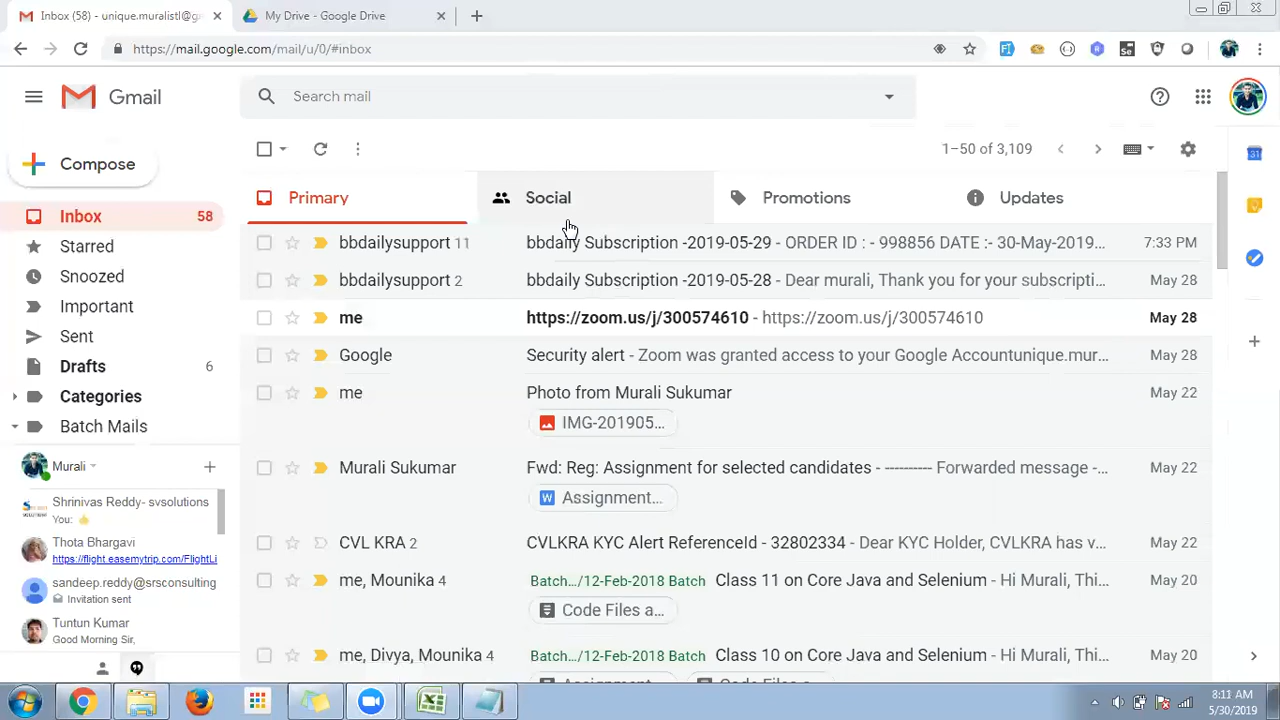 Inbox (58) - unique.muralistl@g
My Drive - Google Drive
https://mail.google.com/mail/u/0/#inbox
Gmail
Search mail
Compose
1–50 of 3,109
Primary
Social
Promotions
Updates
Inbox 58
Starred
Snoozed
Important
Sent
Drafts 6
Categories
Batch Mails
bbdailysupport 11 bbdaily Subscription -2019-05-29 - ORDER ID : - 998856 DATE :- 30-May-2019... 7:33 PM
bbdailysupport 2 bbdaily Subscription -2019-05-28 - Dear murali, Thank you for your subscripti... May 28
me https://zoom.us/j/300574610 - https://zoom.us/j/300574610 May 28
Google Security alert - Zoom was granted access to your Google Accountunique.mur... May 28
me Photo from Murali Sukumar May 22
IMG-201905...
Murali Sukumar Fwd: Reg: Assignment for selected candidates - ---------- Forwarded message -... May 22
W Assignment...
CVL KRA 2 CVLKRA KYC Alert ReferenceId - 32802334 - Dear KYC Holder, CVLKRA has v... May 22
me, Mounika 4 Batch.../12-Feb-2018 Batch Class 11 on Core Java and Selenium - Hi Murali, Thi... May 20
Code Files a...
me, Divya, Mounika 4 Batch.../12-Feb-2018 Batch Class 10 on Core Java and Selenium - Hi Murali, Thi... May 20
Murali
Shrinivas Reddy- svsolutions
You:
Thota Bhargavi
https://flight.easemytrip.com/FlightLi
sandeep.reddy@srsconsulting
Invitation sent
Tuntun Kumar
Good Morning Sir,
31
Se
8:11 AM
5/30/2019